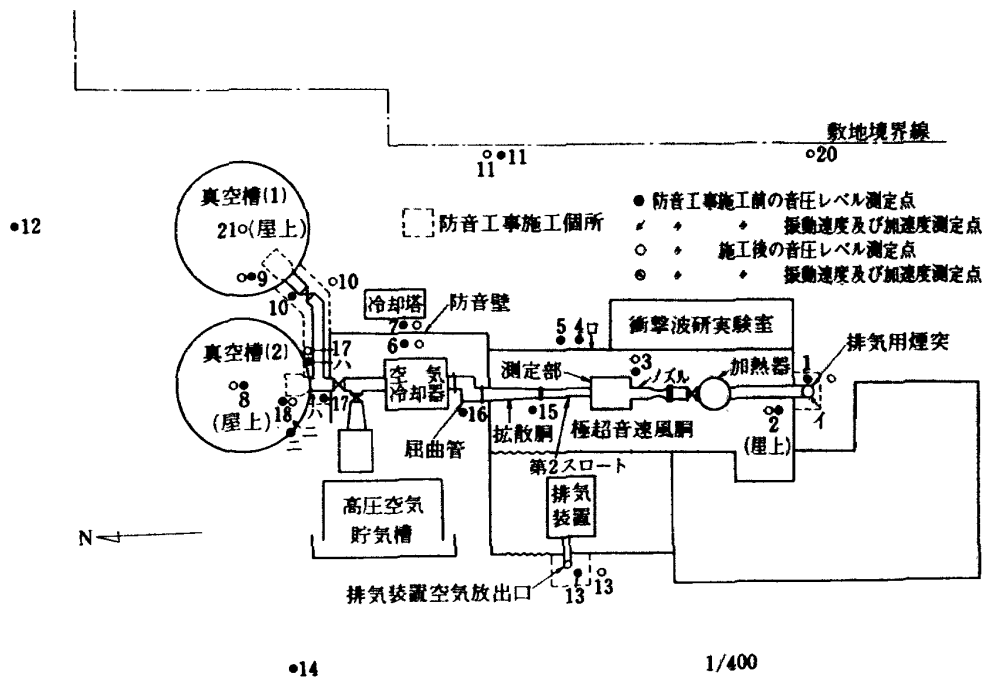 敷地境界線
11
11
20
真空槽(1)
21 (屋上)
12
防音工事施工個所
防音工事施工前の音圧レベル測定点
〃 〃 振動速度及び加速度測定点
〃 施工後の音圧レベル測定点
〃 〃 振動速度及び加速度測定点
9
10
10
冷却塔
防音壁
7
6
5 4 ロ
衝撃波研実験室
排気用煙突
真空槽(2)
17
ハ
空気
冷却器
測定部
3
ノズル
加熱器
1
8
(屋上)
18
ハ
17
ニ
16
15
イ
2
(屋上)
屈曲管
拡散胴
極超音速風胴
第2スロート
高圧空気
貯気槽
排気
装置
N
排気装置空気放出口
13
13
14
1/400